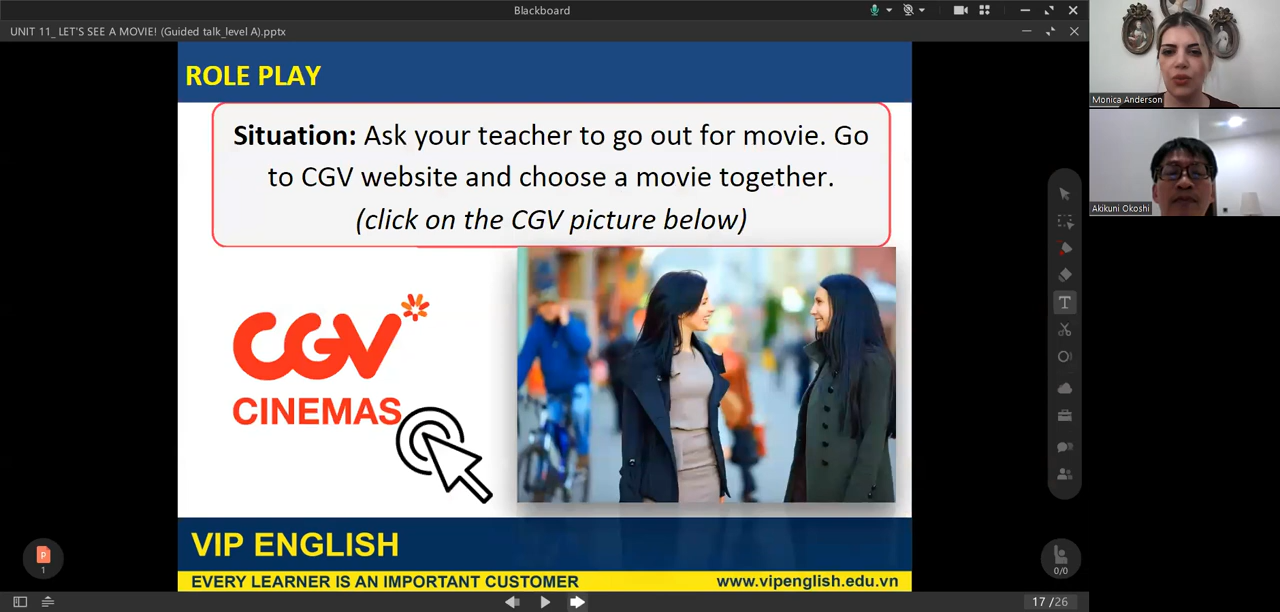 Blackboard
UNIT 11_ LET'S SEE A MOVIE! (Guided talk_level A).pptx
Monica Anderson
Akikuni Okoshi
ROLE PLAY
Situation: Ask your teacher to go out for movie. Go
to CGV website and choose a movie together.
(click on the CGV picture below)
CGV
CINEMAS
VIP ENGLISH
EVERY LEARNER IS AN IMPORTANT CUSTOMER
www.vipenglish.edu.vn
P
1
T
0/0
17 /26